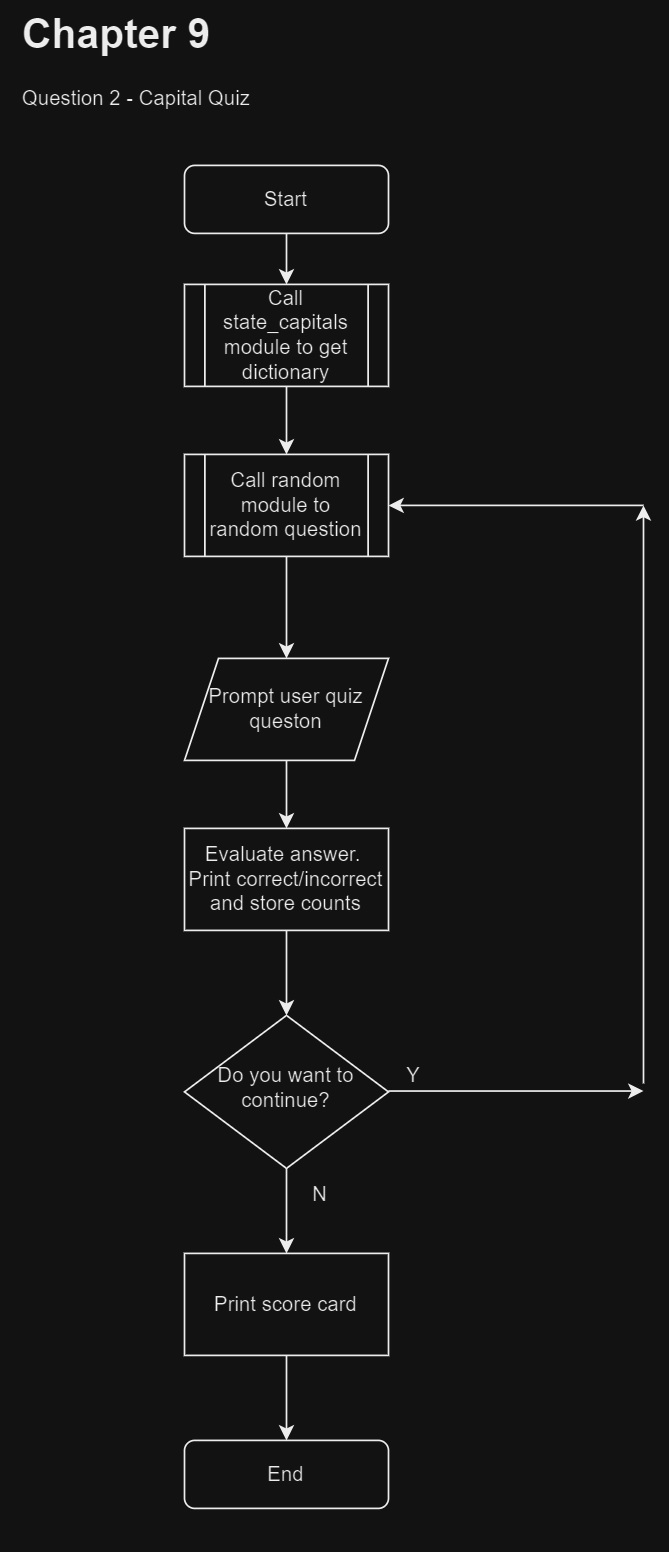 Chapter 9
Question 2 - Capital Quiz
Start
Call
state_capitals
module to get
dictionary
Call random
module to
random question
Prompt user quiz
queston
Evaluate answer.
Print correct/incorrect
and store counts
Do you want to
continue?
Y
N
Print score card
End